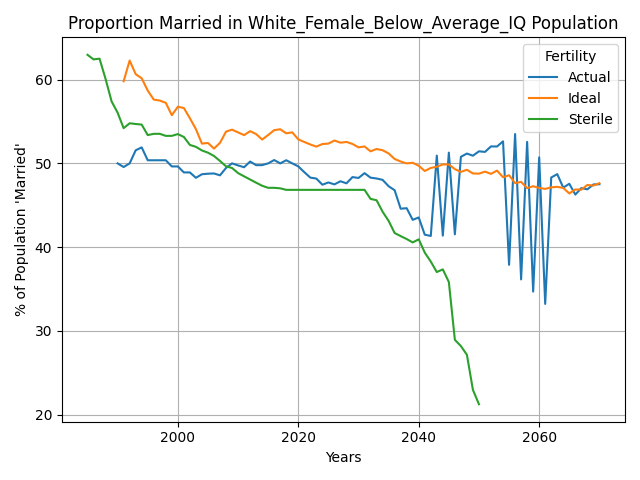 Proportion Married in White_Female_Below_Average_IQ Population
Fertility
Actual
Ideal
Sterile
% of Population 'Married'
60
50
40
30
20
2000
2020
2040
2060
Years